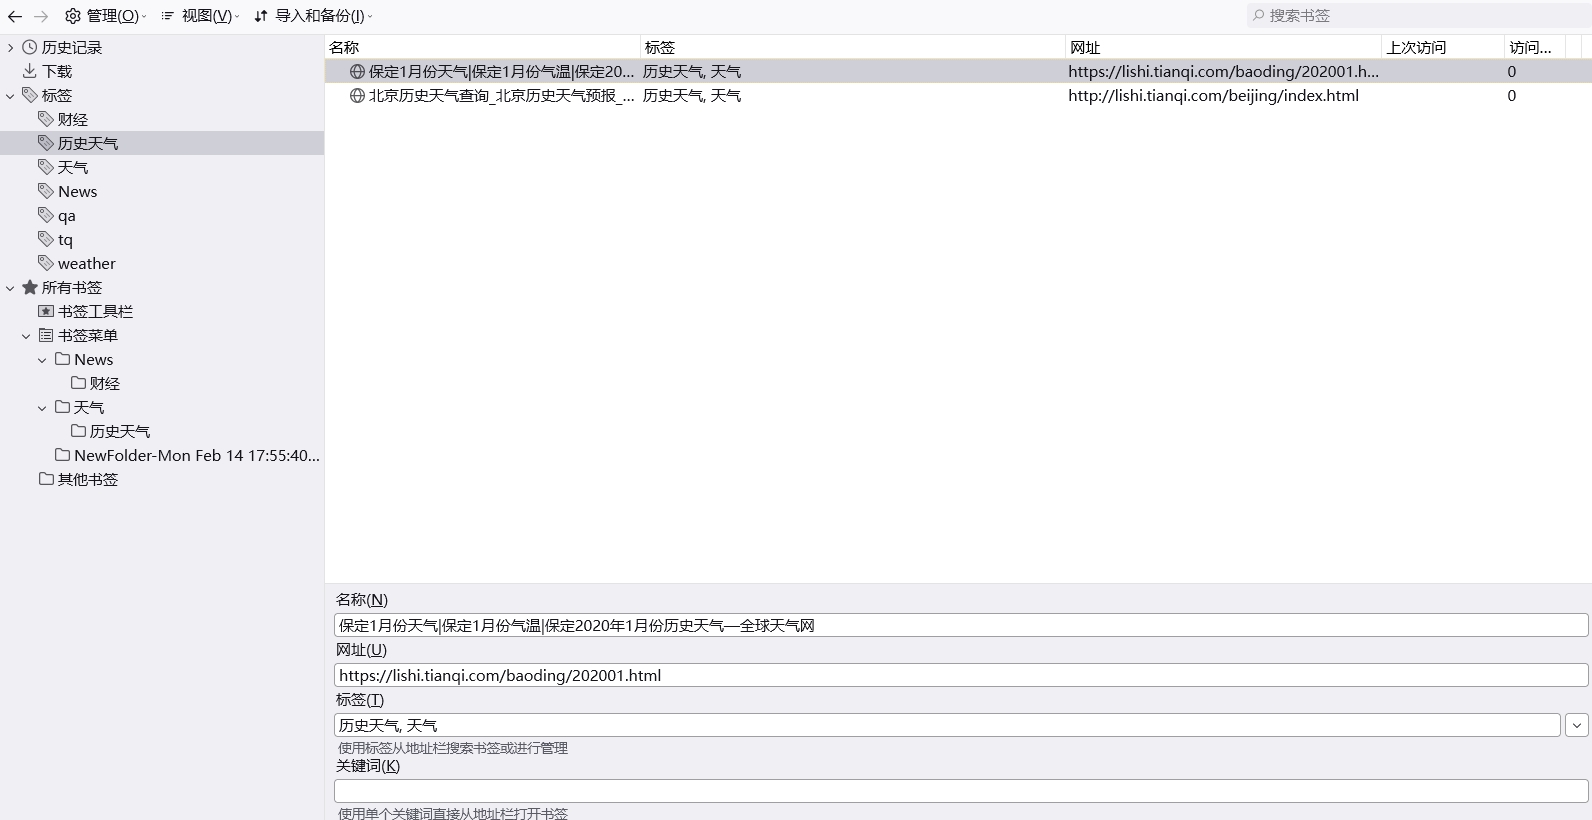 管理(O) 视图(V) 导入和备份(I) 搜索书签
历史记录
下载
标签
财经
历史天气
天气
News
qa
tq
weather
所有书签
书签工具栏
书签菜单
News
财经
天气
历史天气
NewFolder-Mon Feb 14 17:55:40...
其他书签
名称 标签 网址 上次访问 访问...
保定1月份天气|保定1月份气温|保定20... 历史天气, 天气 https://lishi.tianqi.com/baoding/202001.h... 0
北京历史天气查询_北京历史天气预报_... 历史天气, 天气 http://lishi.tianqi.com/beijing/index.html 0
名称(N)
保定1月份天气|保定1月份气温|保定2020年1月份历史天气—全球天气网
网址(U)
https://lishi.tianqi.com/baoding/202001.html
标签(T)
历史天气, 天气
使用标签从地址栏搜索书签或进行管理
关键词(K)
使用单个关键词直接从地址栏打开书签